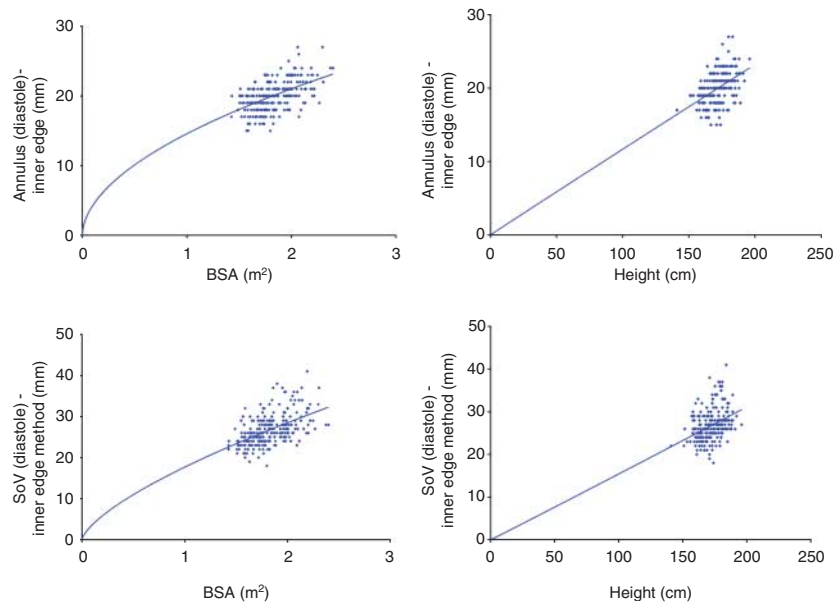 Annulus (diastole) -
inner edge (mm)
30
20
10
0
0 1 2 3
BSA (m²)
Annulus (diastole) -
inner edge (mm)
30
20
10
0
0 50 100 150 200 250
Height (cm)
SoV (diastole) -
inner edge method (mm)
50
40
30
20
10
0
0 1 2 3
BSA (m²)
SoV (diastole) -
inner edge method (mm)
50
40
30
20
10
0
0 50 100 150 200 250
Height (cm)